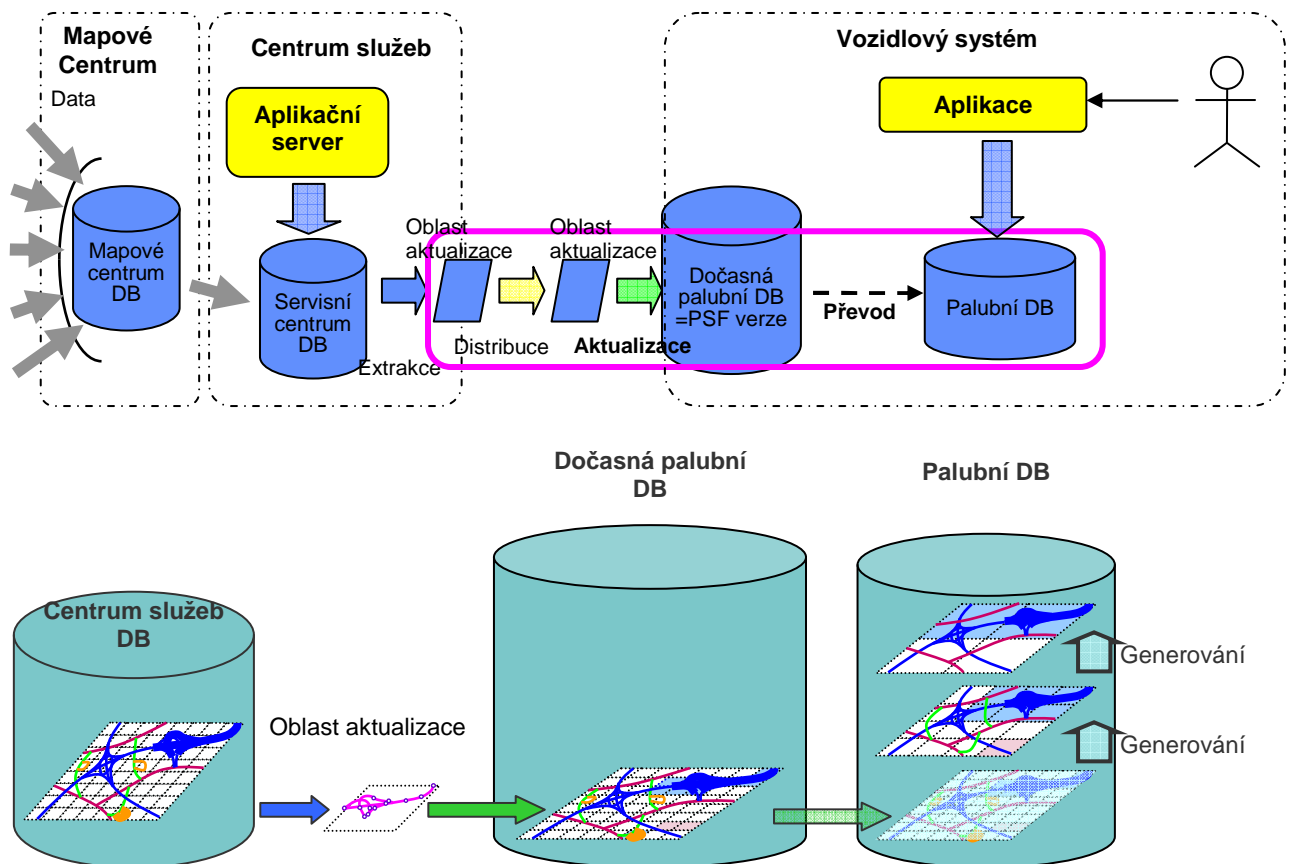 Mapové
Centrum
Data
Mapové
centrum
DB
Centrum služeb
Aplikační
server
Servisní
centrum
DB
Extrakce
Oblast
aktualizace
Distribuce
Oblast
aktualizace
Aktualizace
Vozidlový systém
Aplikace
Dočasná
palubní DB
=PSF verze
Převod
Palubní DB
Centrum služeb
DB
Oblast aktualizace
Dočasná palubní
DB
Palubní DB
Generování
Generování